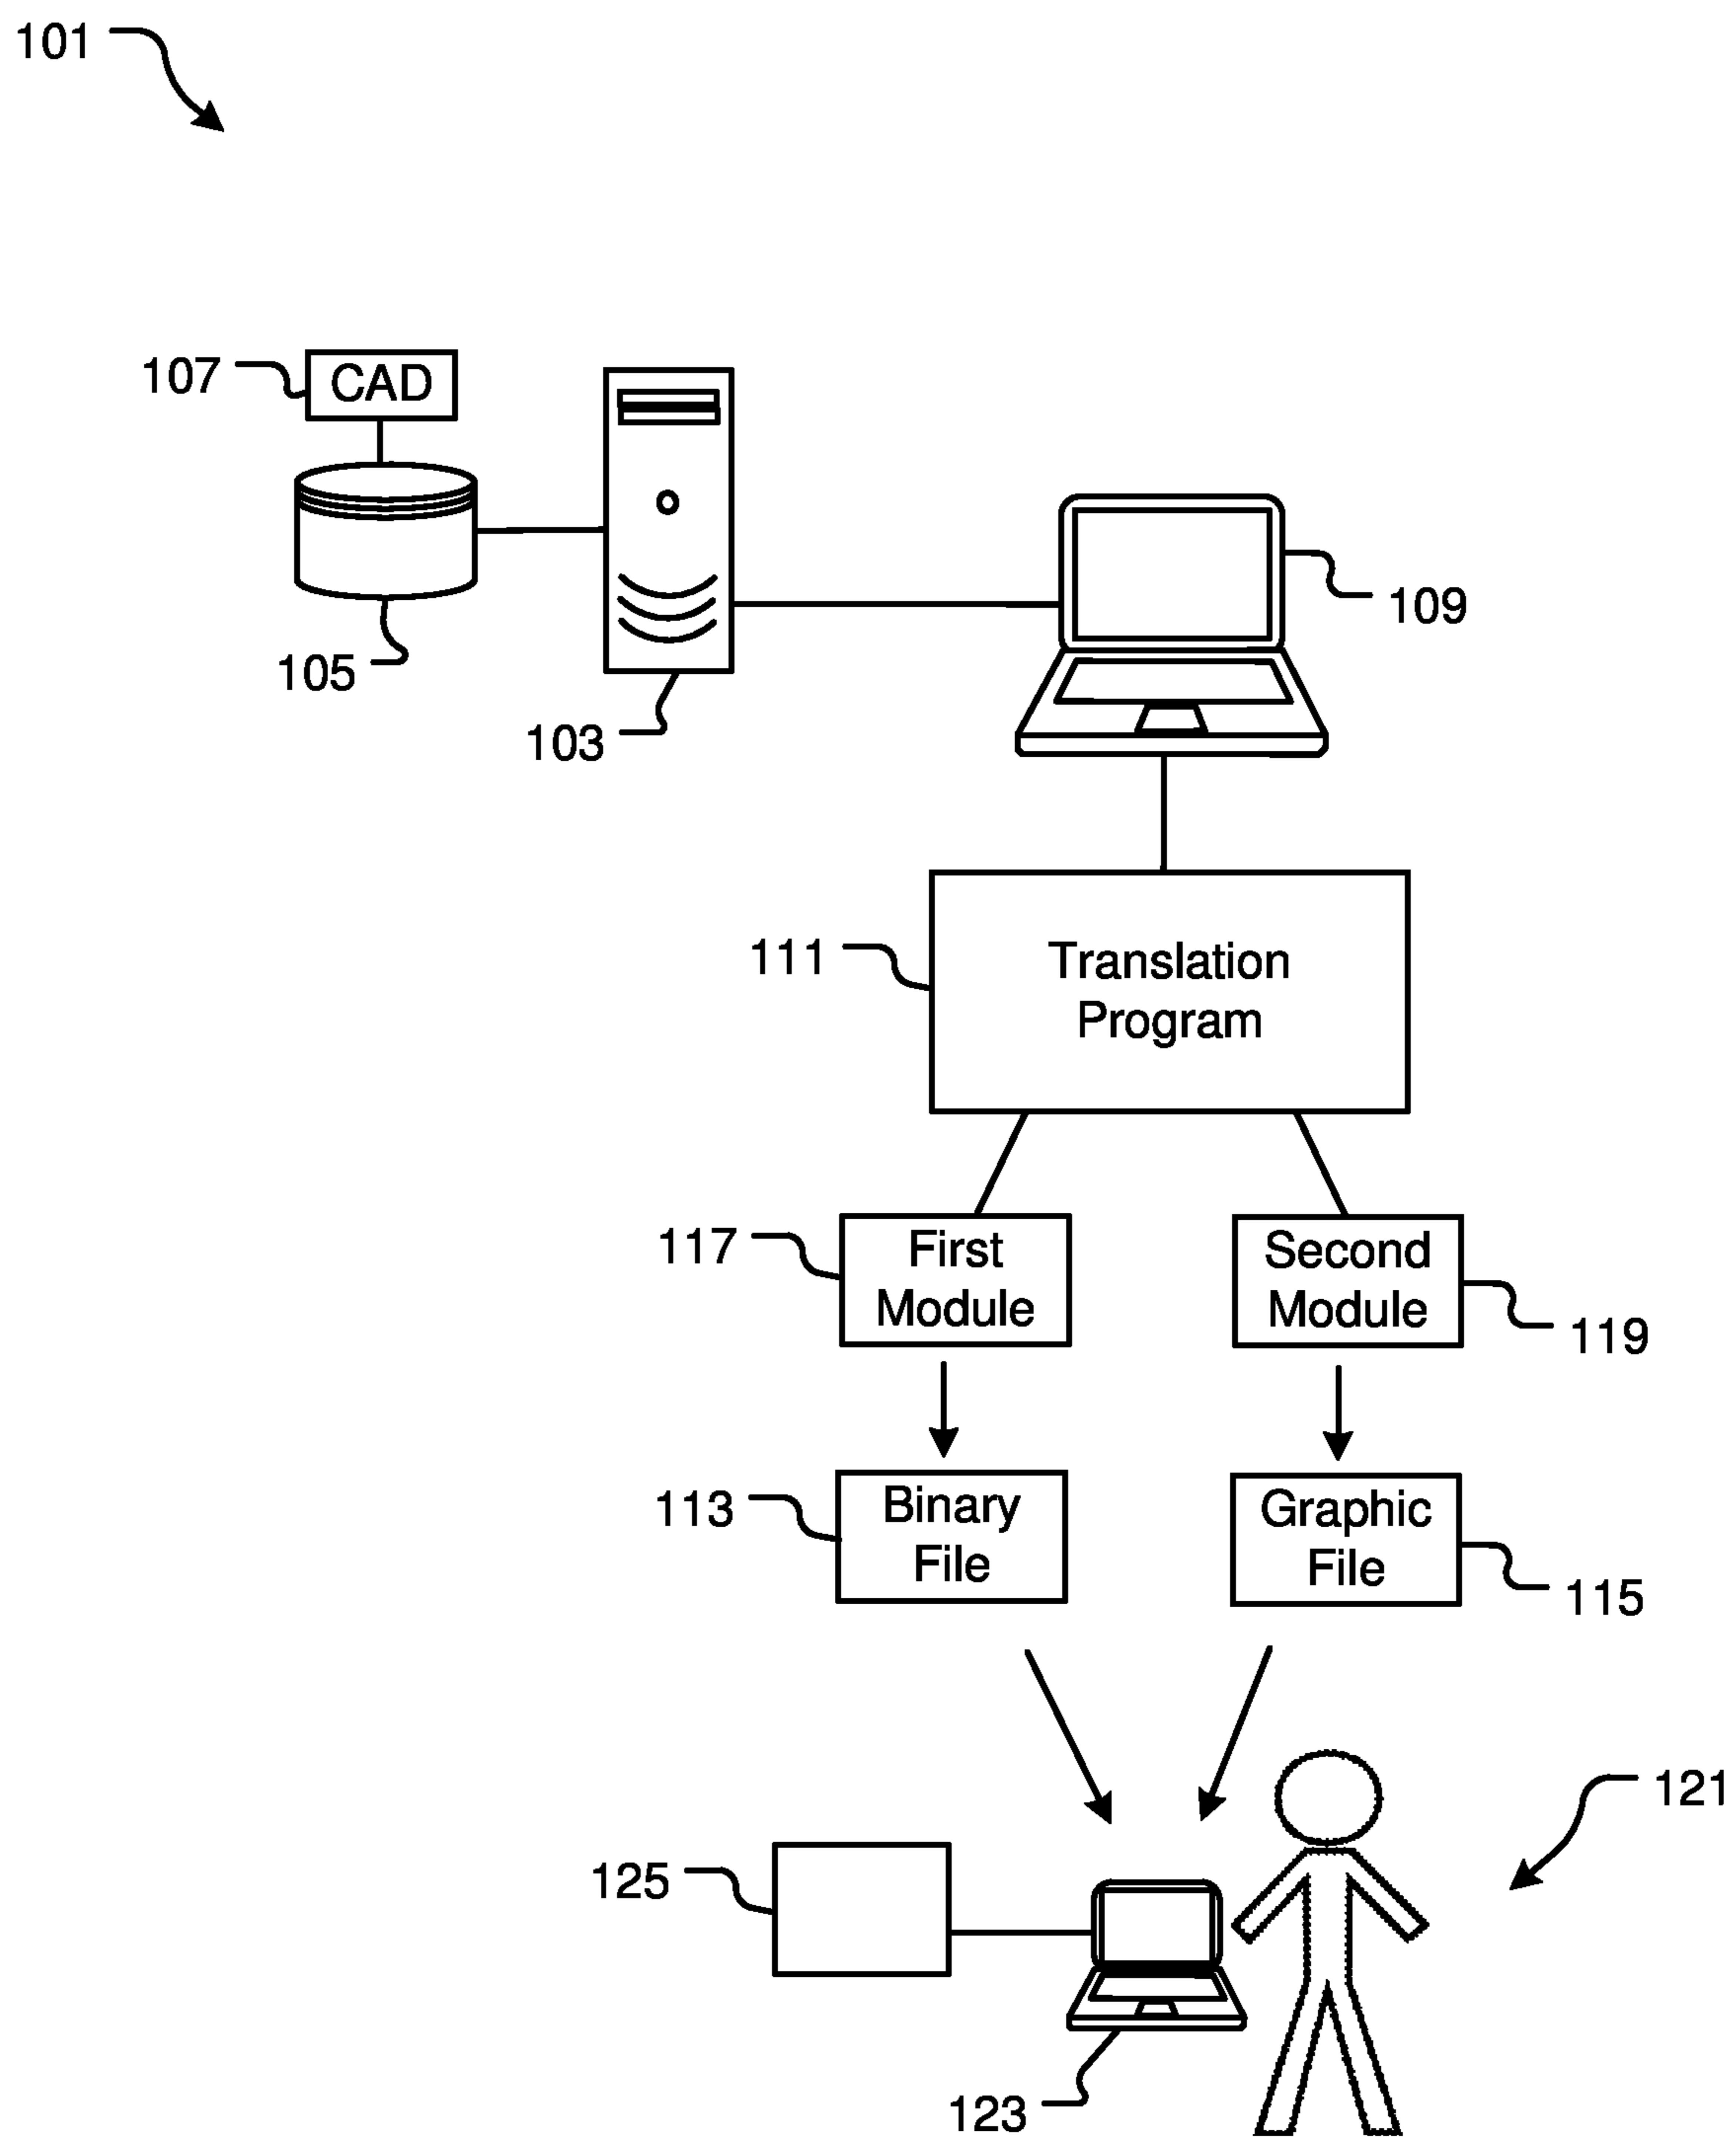 101
107
CAD
105
103
109
111
Translation
Program
117
First
Module
Second
Module
119
113
Binary
File
Graphic
File
115
121
125
123